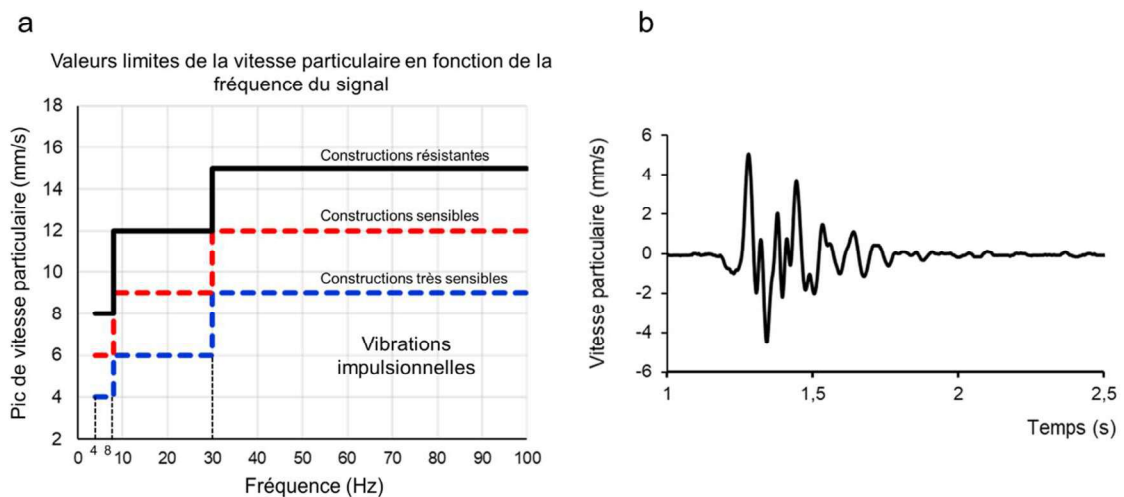 a
Valeurs limites de la vitesse particulaire en fonction de la
fréquence du signal
Pic de vitesse particulaire (mm/s)
18
16
14
12
10
8
6
4
2
Constructions résistantes
Constructions sensibles
Constructions très sensibles
Vibrations
impulsionnelles
4
8
0 10 20 30 40 50 60 70 80 90 100
Fréquence (Hz)
b
Vitesse particulaire (mm/s)
6
4
2
0
-2
-4
-6
1 1,5 2 2,5
Temps (s)